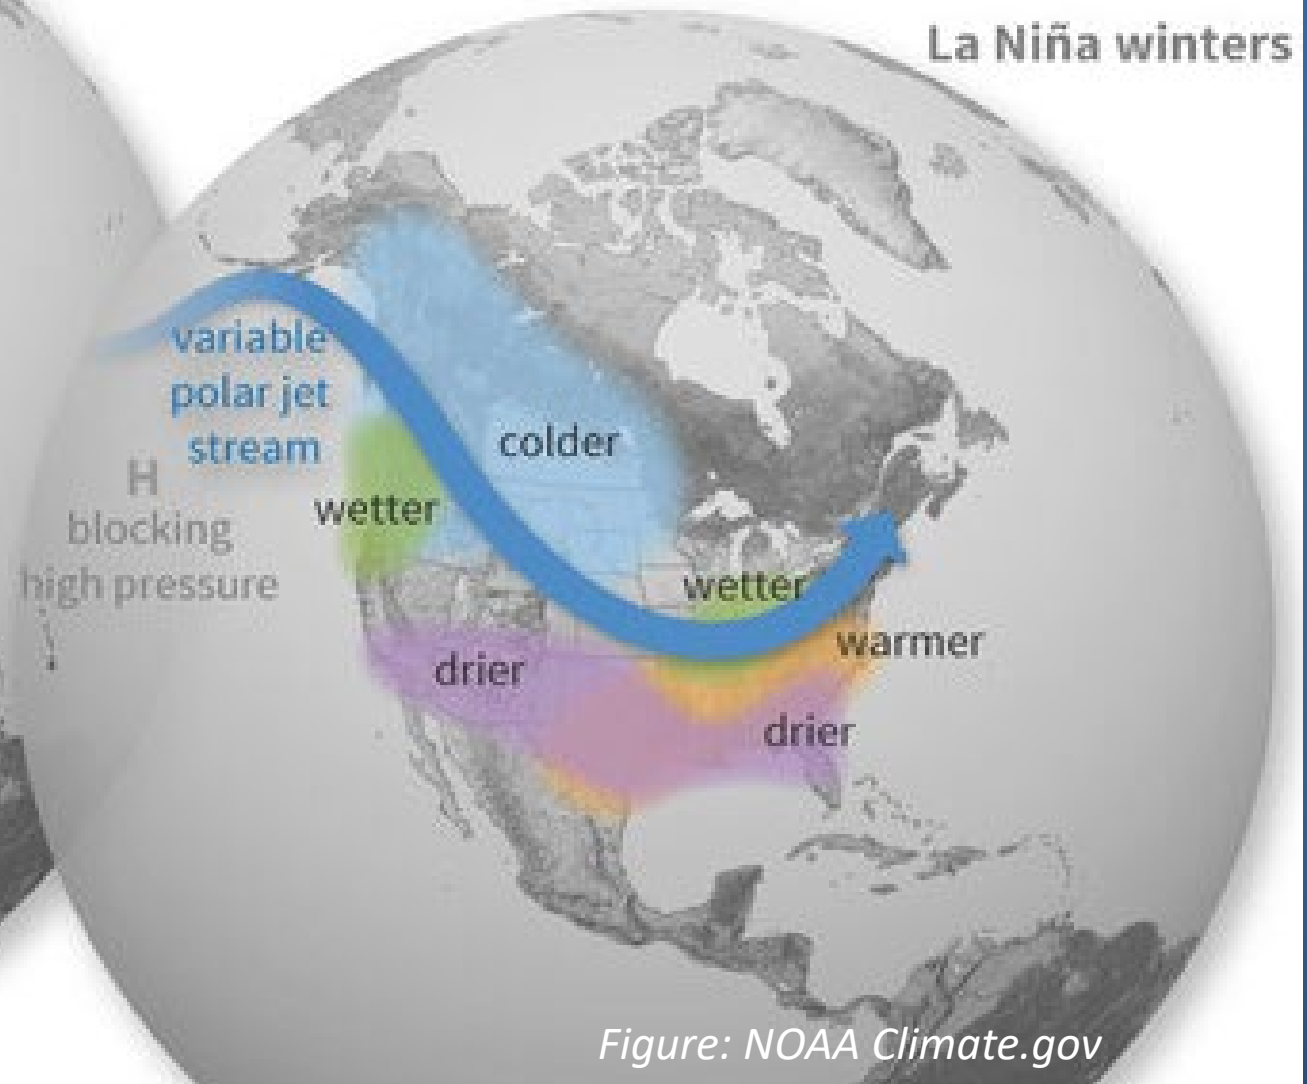 La Niña winters
variable
polar jet
stream
H
blocking
high pressure
colder
wetter
wetter
warmer
drier
drier
Figure: NOAA Climate.gov